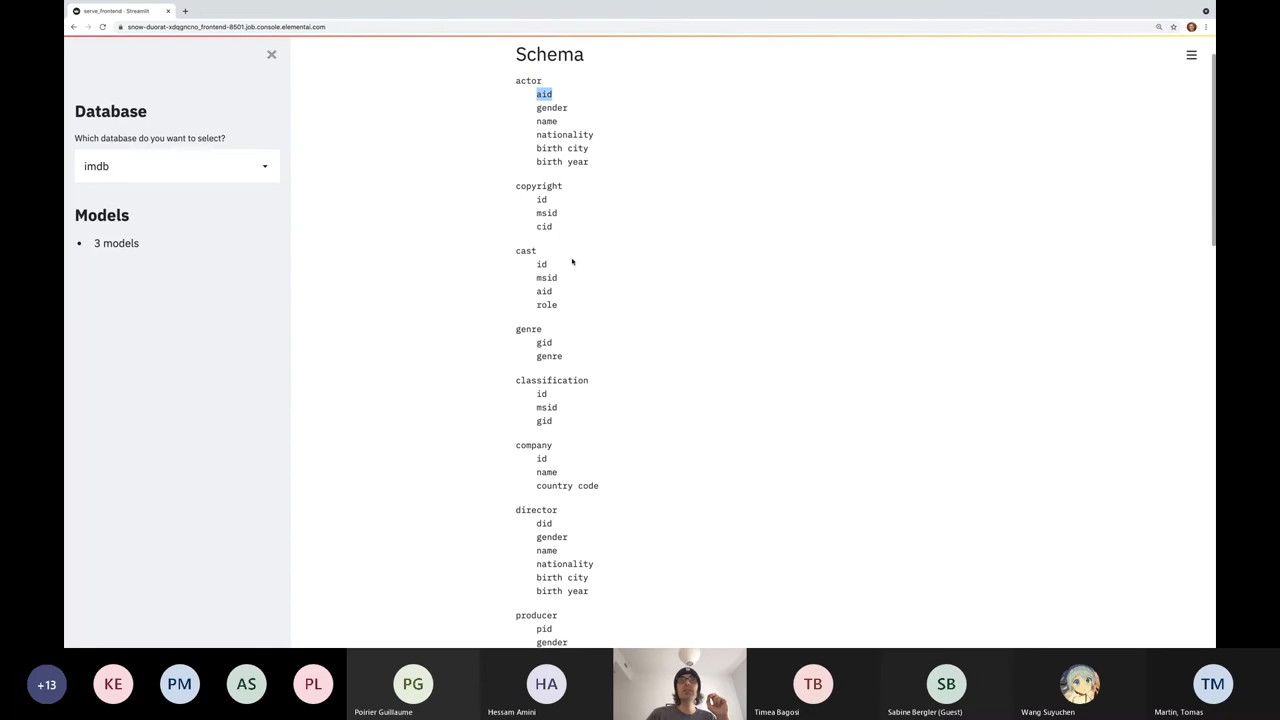 serve_frontend · Streamlit
snow-duorat-xdqgncno_frontend-8501.job.console.elementai.com
Database
Which database do you want to select?
imdb
Models
3 models
Schema
actor
aid
gender
name
nationality
birth city
birth year
copyright
id
msid
cid
cast
id
msid
aid
role
genre
gid
genre
classification
id
msid
gid
company
id
name
country code
director
did
gender
name
nationality
birth city
birth year
producer
pid
gender
+13
KE
PM
AS
PL
PG
HA
TB
SB
TM
Poirier Guillaume
Hessam Amini
Timea Bagosi
Sabine Bergler (Guest)
Wang Suyuchen
Martin, Tomas